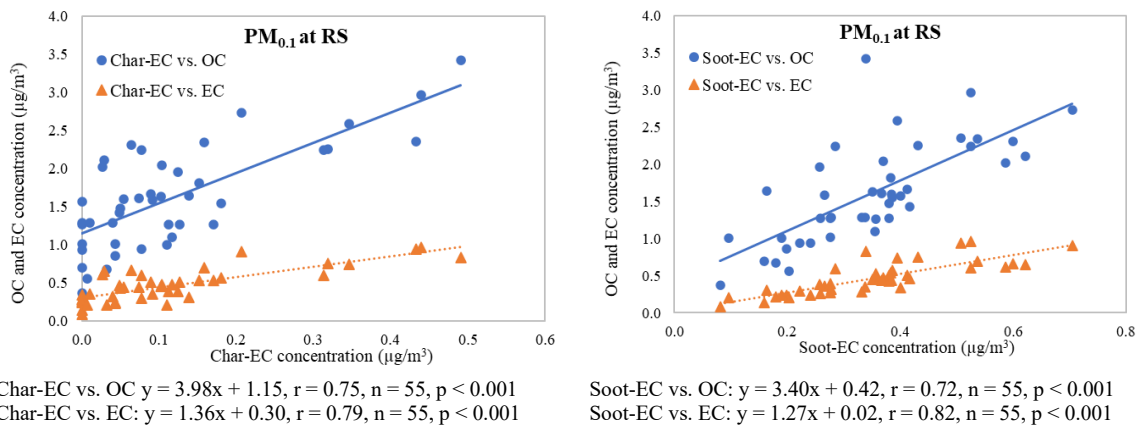 PM0.1 at RS
Char-EC vs. OC
Char-EC vs. EC
OC and EC concentration (µg/m³)
4.0
3.5
3.0
2.5
2.0
1.5
1.0
0.5
0.0
0.0 0.1 0.2 0.3 0.4 0.5 0.6
Char-EC concentration (µg/m³)
Char-EC vs. OC y = 3.98x + 1.15, r = 0.75, n = 55, p < 0.001
Char-EC vs. EC: y = 1.36x + 0.30, r = 0.79, n = 55, p < 0.001
PM0.1 at RS
Soot-EC vs. OC
Soot-EC vs. EC
OC and EC concentration (µg/m³)
4.0
3.5
3.0
2.5
2.0
1.5
1.0
0.5
0.0
0.0 0.2 0.4 0.6 0.8
Soot-EC concentration (µg/m³)
Soot-EC vs. OC: y = 3.40x + 0.42, r = 0.72, n = 55, p < 0.001
Soot-EC vs. EC: y = 1.27x + 0.02, r = 0.82, n = 55, p < 0.001